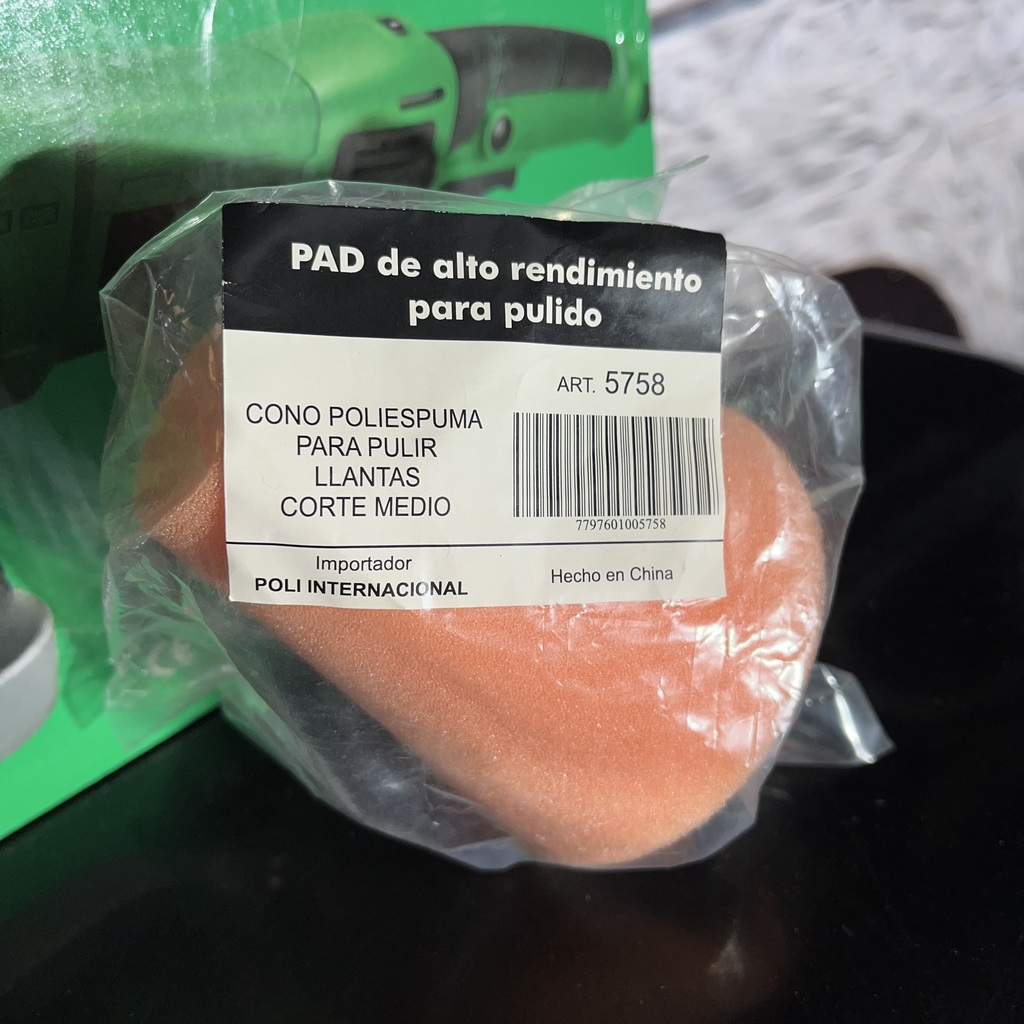 PAD de alto rendimiento
para pulido
ART. 5758
CONO POLIESPUMA
PARA PULIR
LLANTAS
CORTE MEDIO
7797601005758
Importador
POLI INTERNACIONAL
Hecho en China